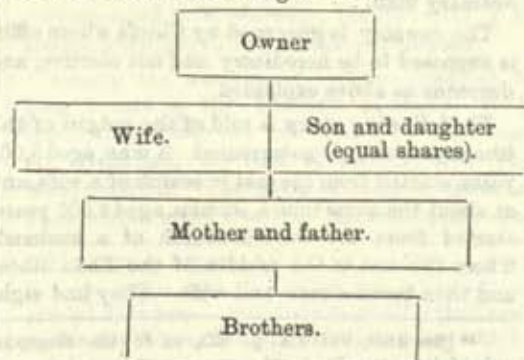 Owner
Wife.
Son and daughter
(equal shares).
Mother and father.
Brothers.